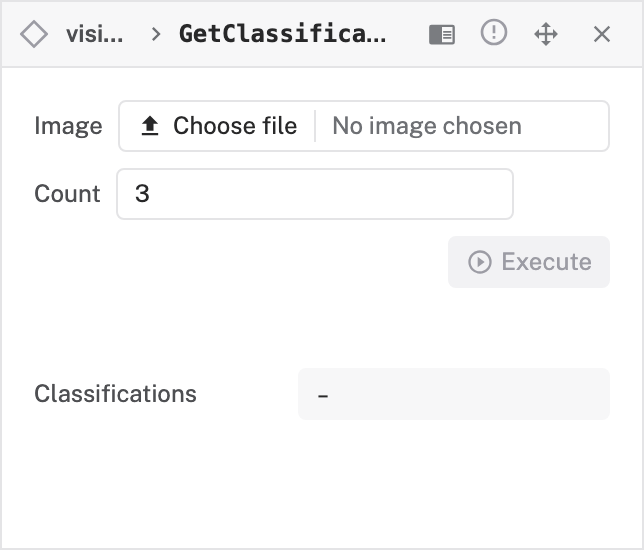 visi... > GetClassifica...
Image Choose file No image chosen
Count 3
Execute
Classifications –